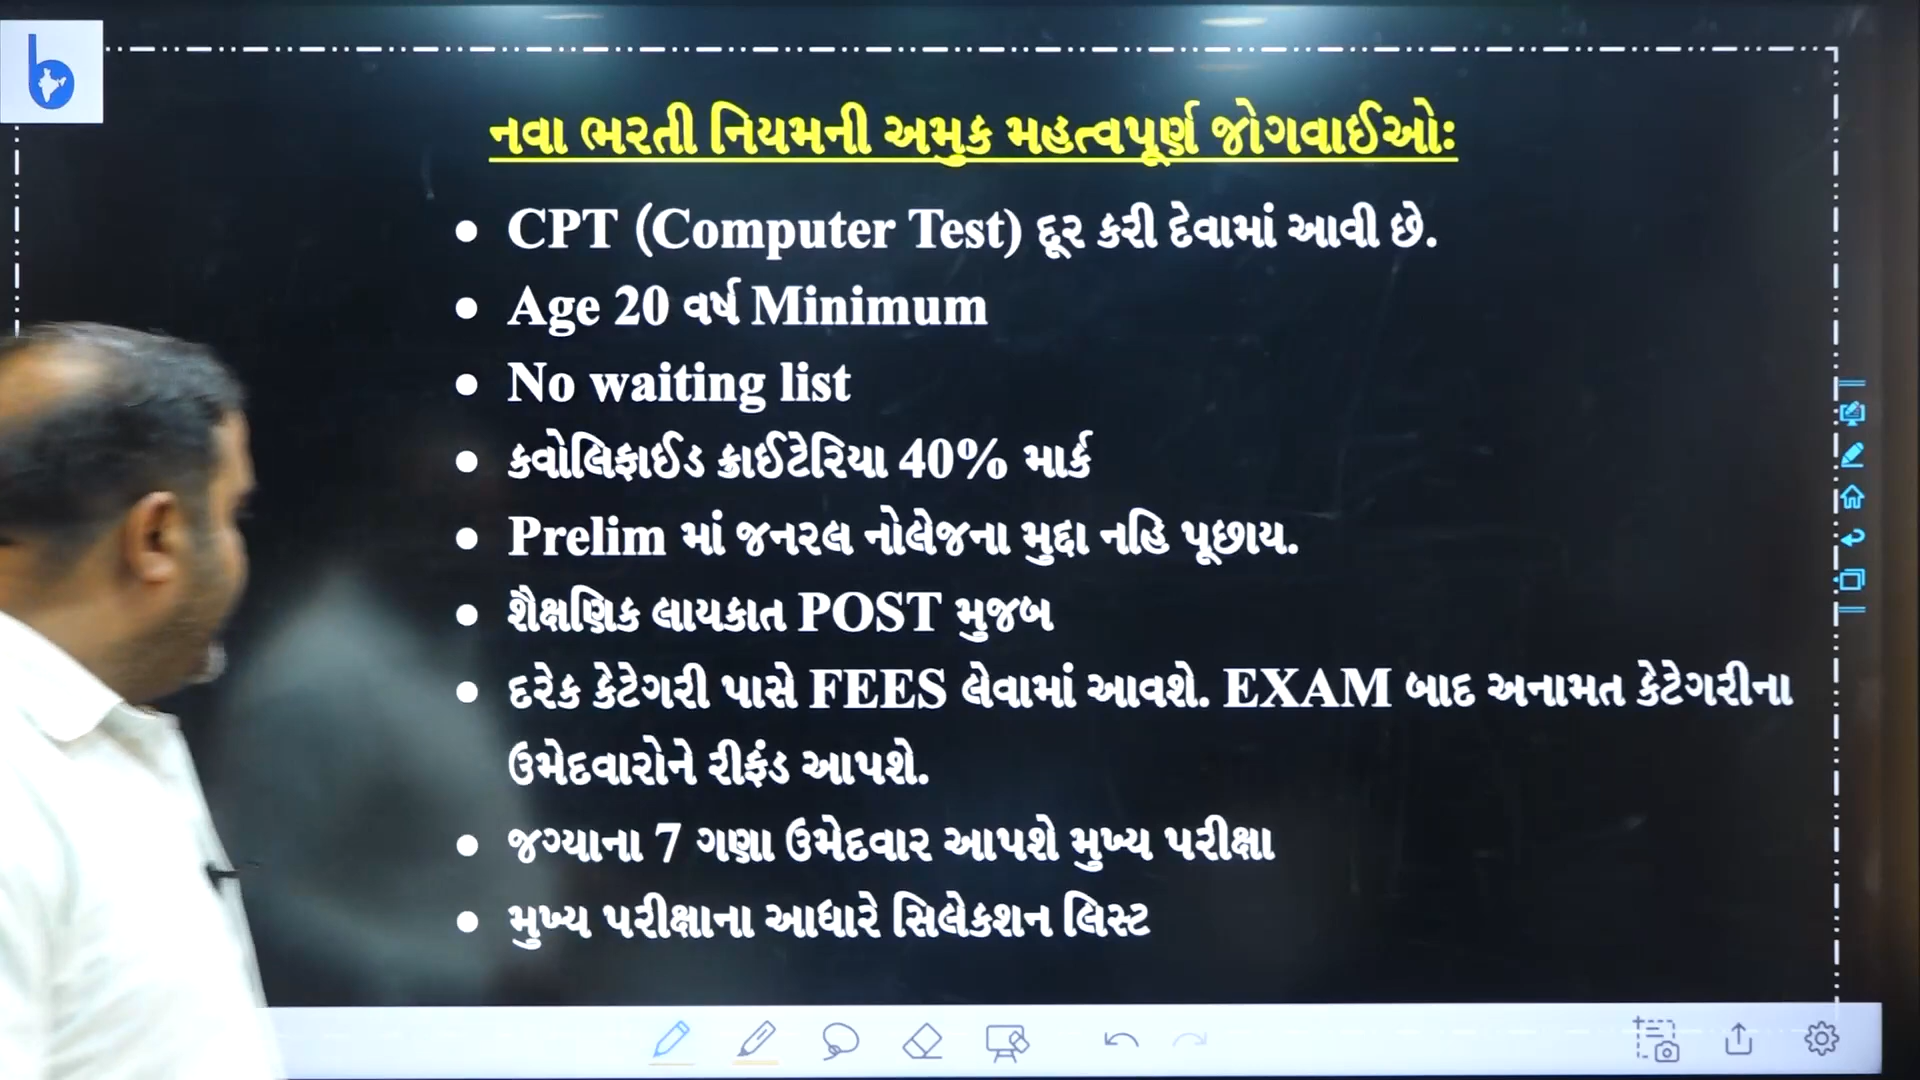 નવા ભરતી નિયમની અમુક મહત્વપૂર્ણ જોગવાઈઓઃ
• CPT (Computer Test) દૂર કરી દેવામાં આવી છે.
• Age 20 વર્ષ Minimum
• No waiting list
• કવોલિફાઈડ ક્રાઈટેરિયા 40% માર્ક
• Prelim માં જનરલ નોલેજના મુદ્દા નહિ પૂછાય.
• શૈક્ષણિક લાયકાત POST મુજબ
• દરેક કેટેગરી પાસે FEES લેવામાં આવશે. EXAM બાદ અનામત કેટેગરીના
ઉમેદવારોને રીફંડ આપશે.
• જગ્યાના 7 ગણા ઉમેદવાર આપશે મુખ્ય પરીક્ષા
• મુખ્ય પરીક્ષાના આધારે સિલેકશન લિસ્ટ